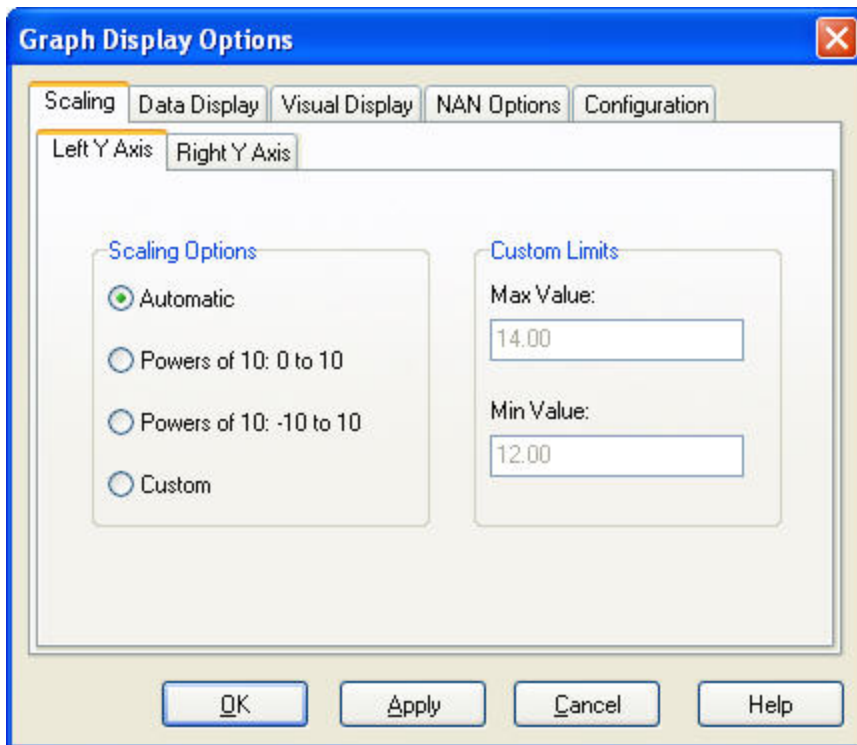 Graph Display Options
Scaling Data Display Visual Display NAN Options Configuration
Left Y Axis Right Y Axis
Scaling Options
Automatic
Powers of 10: 0 to 10
Powers of 10: -10 to 10
Custom
Custom Limits
Max Value:
14.00
Min Value:
12.00
OK Apply Cancel Help